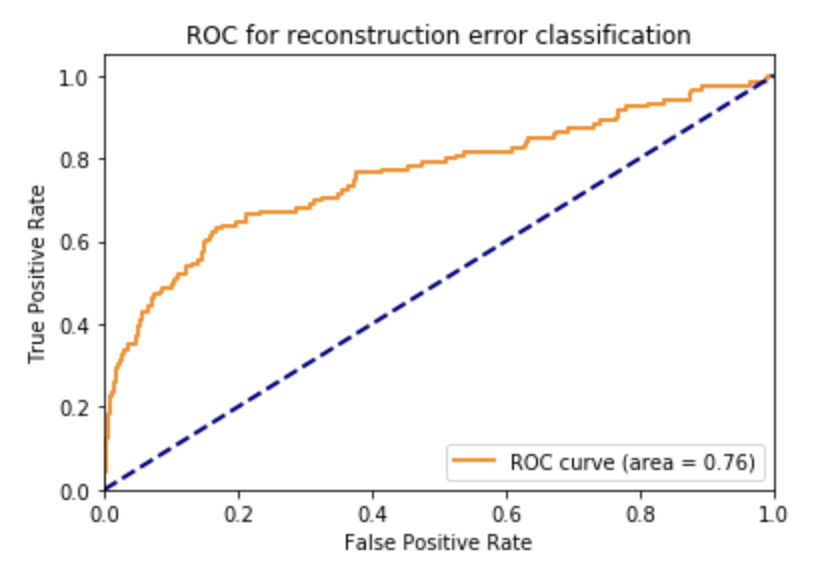 ROC for reconstruction error classification
1.0
0.8
0.6
0.4
0.2
0.0
True Positive Rate
ROC curve (area = 0.76)
0.0 0.2 0.4 0.6 0.8 1.0
False Positive Rate